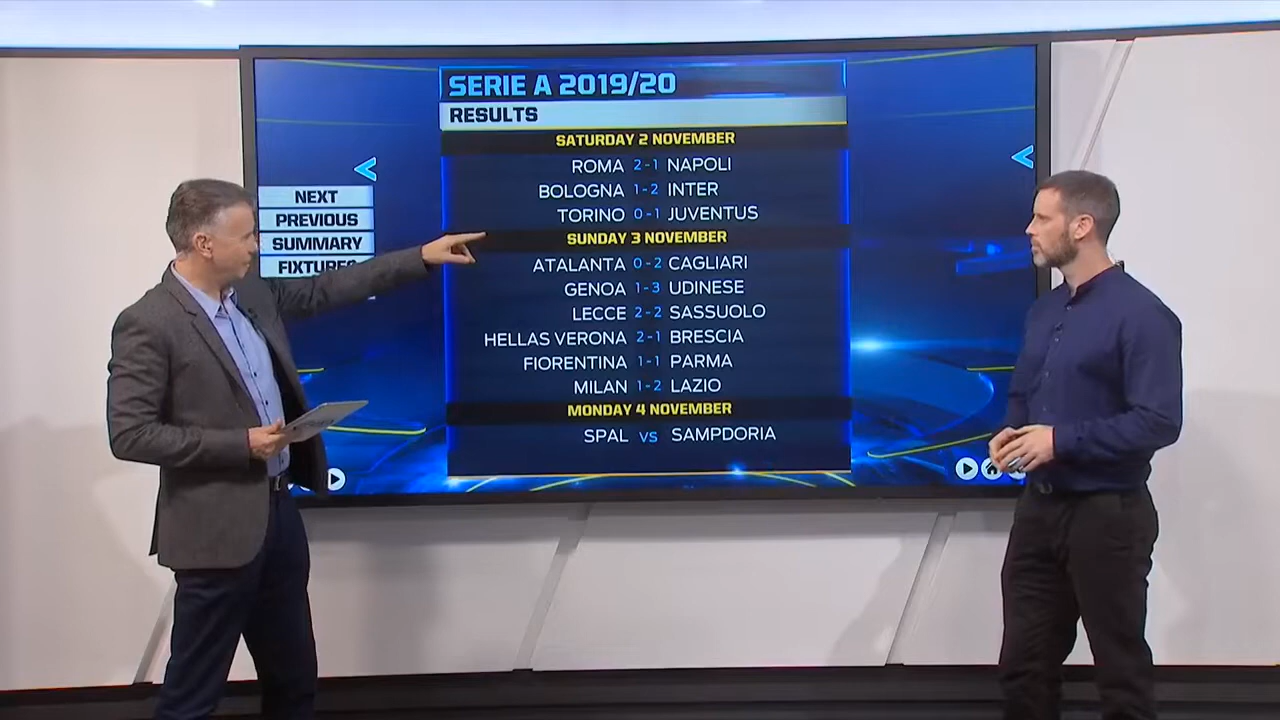 SERIE A 2019/20
RESULTS
SATURDAY 2 NOVEMBER
ROMA 2-1 NAPOLI
BOLOGNA 1-2 INTER
TORINO 0-1 JUVENTUS
SUNDAY 3 NOVEMBER
ATALANTA 0-2 CAGLIARI
GENOA 1-3 UDINESE
LECCE 2-2 SASSUOLO
HELLAS VERONA 2-1 BRESCIA
FIORENTINA 1-1 PARMA
MILAN 1-2 LAZIO
MONDAY 4 NOVEMBER
SPAL VS SAMPDORIA
NEXT
PREVIOUS
SUMMARY
FIXTURES